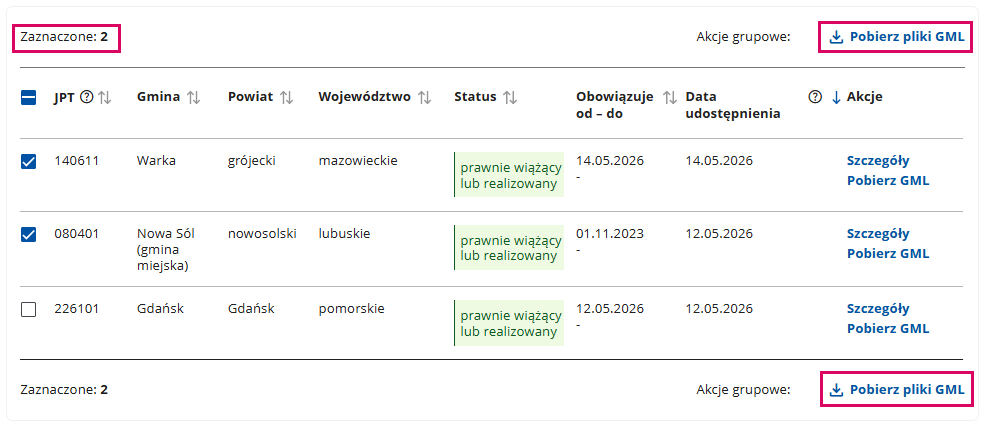 Zaznaczone: 2 Akcje grupowe: Pobierz pliki GML
JPT Gmina Powiat Województwo Status Obowiązuje od – do Data udostępnienia Akcje
140611 Warka grójecki mazowieckie prawnie wiążący lub realizowany 14.05.2026 - 14.05.2026 Szczegóły Pobierz GML
080401 Nowa Sól (gmina miejska) nowosolski lubuskie prawnie wiążący lub realizowany 01.11.2023 - 12.05.2026 Szczegóły Pobierz GML
226101 Gdańsk Gdańsk pomorskie prawnie wiążący lub realizowany 12.05.2026 - 12.05.2026 Szczegóły Pobierz GML
Zaznaczone: 2 Akcje grupowe: Pobierz pliki GML